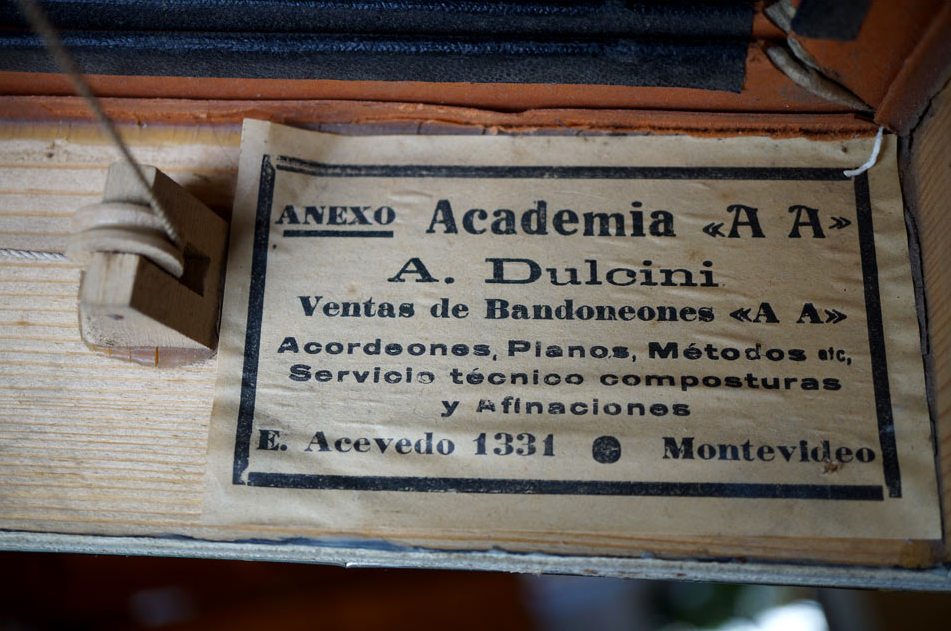 ANEXO Academia «A A»
A. Dulcini
Ventas de Bandoneones «A A»
Acordeones, Pianos, Métodos etc,
Servicio técnico composturas
y Afinaciones
E. Acevedo 1331 ● Montevideo